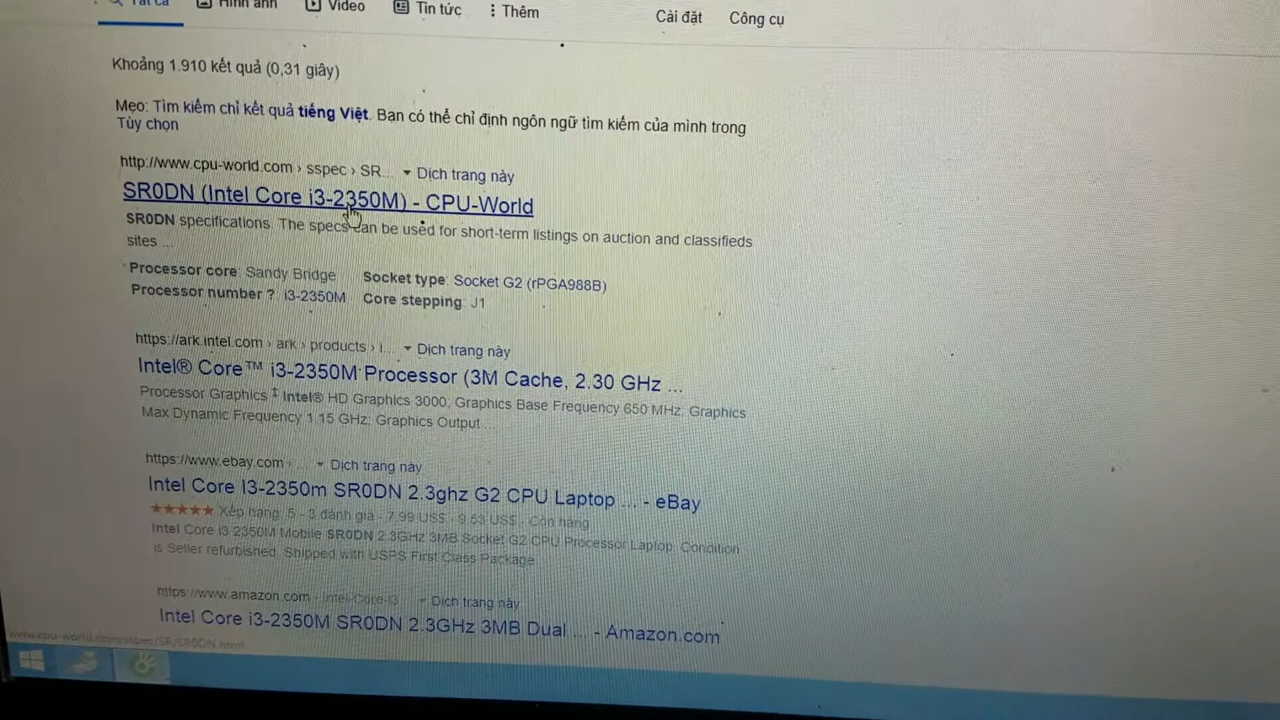 Tất cả Hình ảnh Video Tin tức Thêm Cài đặt Công cụ
Khoảng 1.910 kết quả (0,31 giây)
Mẹo: Tìm kiếm chỉ kết quả tiếng Việt. Bạn có thể chỉ định ngôn ngữ tìm kiếm của mình trong
Tùy chọn
http://www.cpu-world.com › sspec › SR... Dịch trang này
SR0DN (Intel Core i3-2350M) - CPU-World
SR0DN specifications. The specs can be used for short-term listings on auction and classifieds
sites ...
Processor core: Sandy Bridge Socket type: Socket G2 (rPGA988B)
Processor number ?: i3-2350M Core stepping: J1
https://ark.intel.com › ark › products › i... Dịch trang này
Intel® Core™ i3-2350M Processor (3M Cache, 2.30 GHz ...
Processor Graphics ‡ Intel® HD Graphics 3000; Graphics Base Frequency 650 MHz; Graphics
Max Dynamic Frequency 1.15 GHz; Graphics Output ...
https://www.ebay.com › ... Dịch trang này
Intel Core I3-2350m SR0DN 2.3ghz G2 CPU Laptop ... - eBay
★★★★★ Xếp hạng: 5 - 3 đánh giá - 7,99 US$ - 9,53 US$ - Còn hàng
Intel Core i3 2350M Mobile SR0DN 2.3GHz 3MB Socket G2 CPU Processor Laptop. Condition
is Seller refurbished. Shipped with USPS First Class Package.
https://www.amazon.com › Intel-Core-i3... Dịch trang này
Intel Core i3-2350M SR0DN 2.3GHz 3MB Dual ... - Amazon.com
www.cpu-world.com/sspec/SR/SR0DN.html